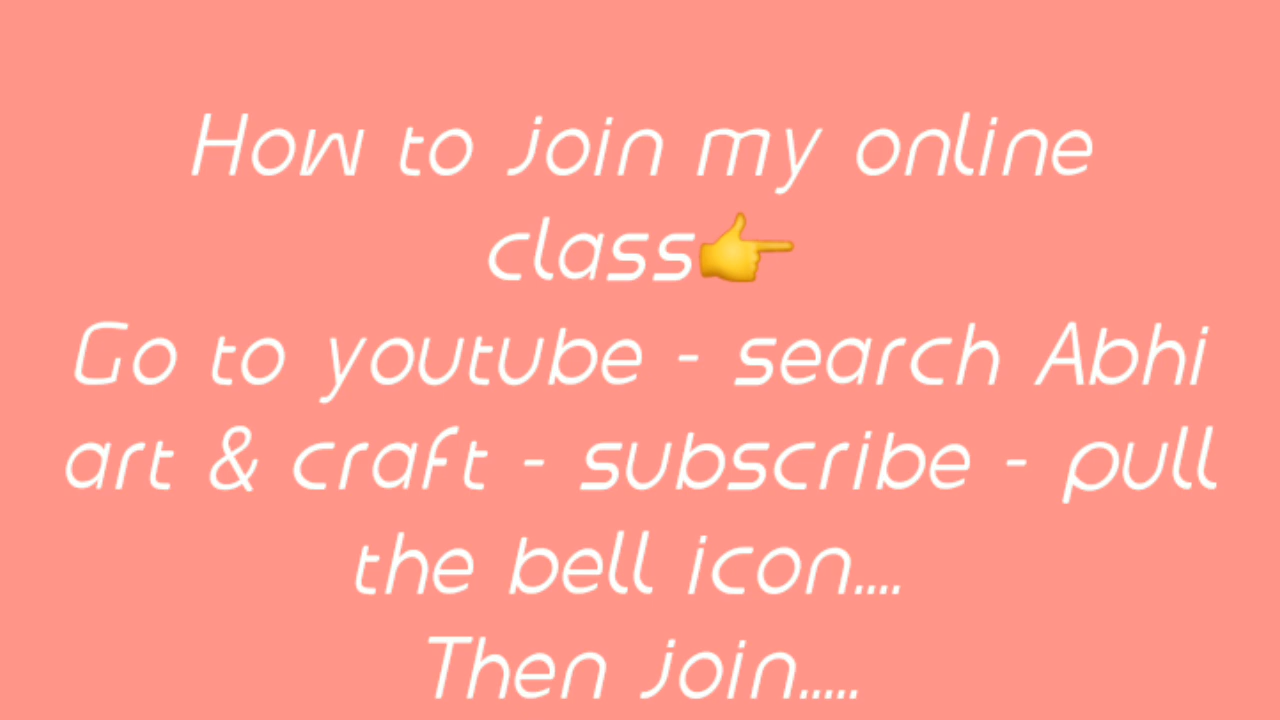 How to join my online
class👉
Go to youtube - search Abhi
art & craft - subscribe - pull
the bell icon....
Then join.....